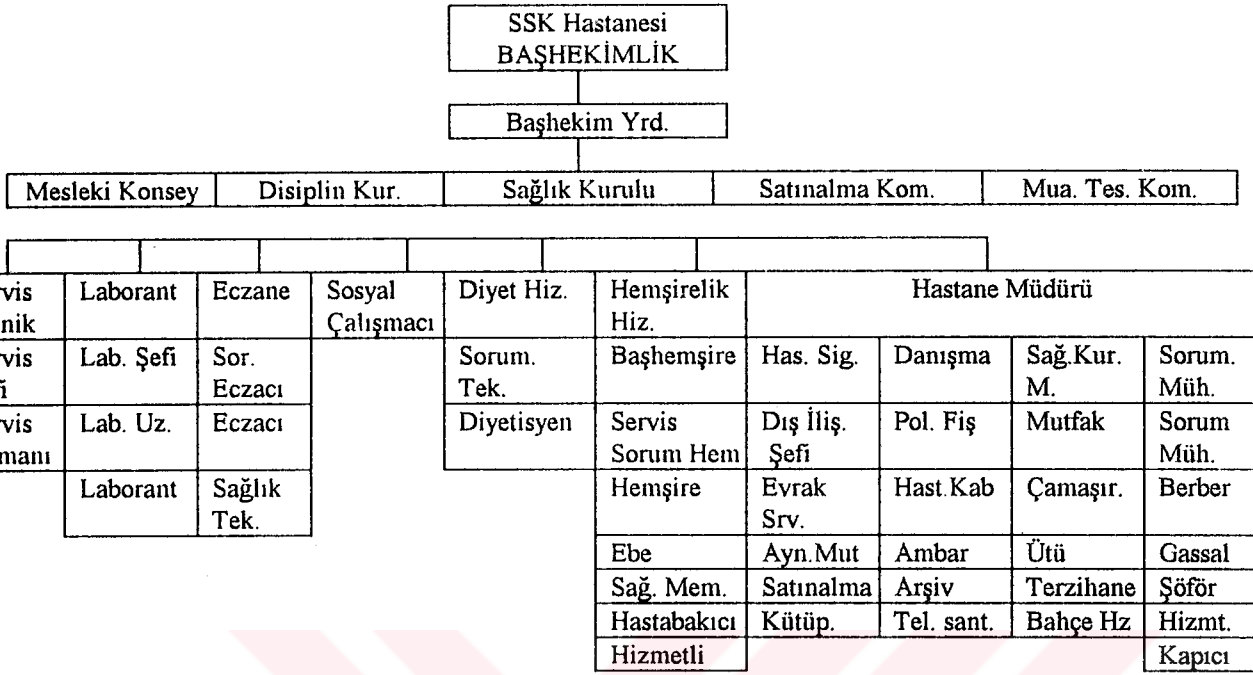 SSK Hastanesi
BAŞHEKİMLİK
Başhekim Yrd.
Mesleki Konsey Disiplin Kur. Sağlık Kurulu Satınalma Kom. Mua. Tes. Kom.
Laborant Eczane Sosyal Diyet Hiz. Hemşirelik Hastane Müdürü
Çalışmacı Hiz.
Lab. Şefi Sor. Sorum. Başhemşire Has. Sig. Danışma Sağ.Kur. Sorum.
Eczacı Tek. M. Müh.
Lab. Uz. Eczacı Diyetisyen Servis Dış İliş. Pol. Fiş Mutfak Sorum
Sorum Hem Şefi Müh.
Laborant Sağlık Hemşire Evrak Hast.Kab Çamaşır. Berber
Tek. Srv.
Ebe Ayn.Mut Ambar Ütü Gassal
Sağ. Mem. Satınalma Arşiv Terzihane Şöför
Hastabakıcı Kütüp. Tel. sant. Bahçe Hz Hizmt.
Hizmetli Kapıcı